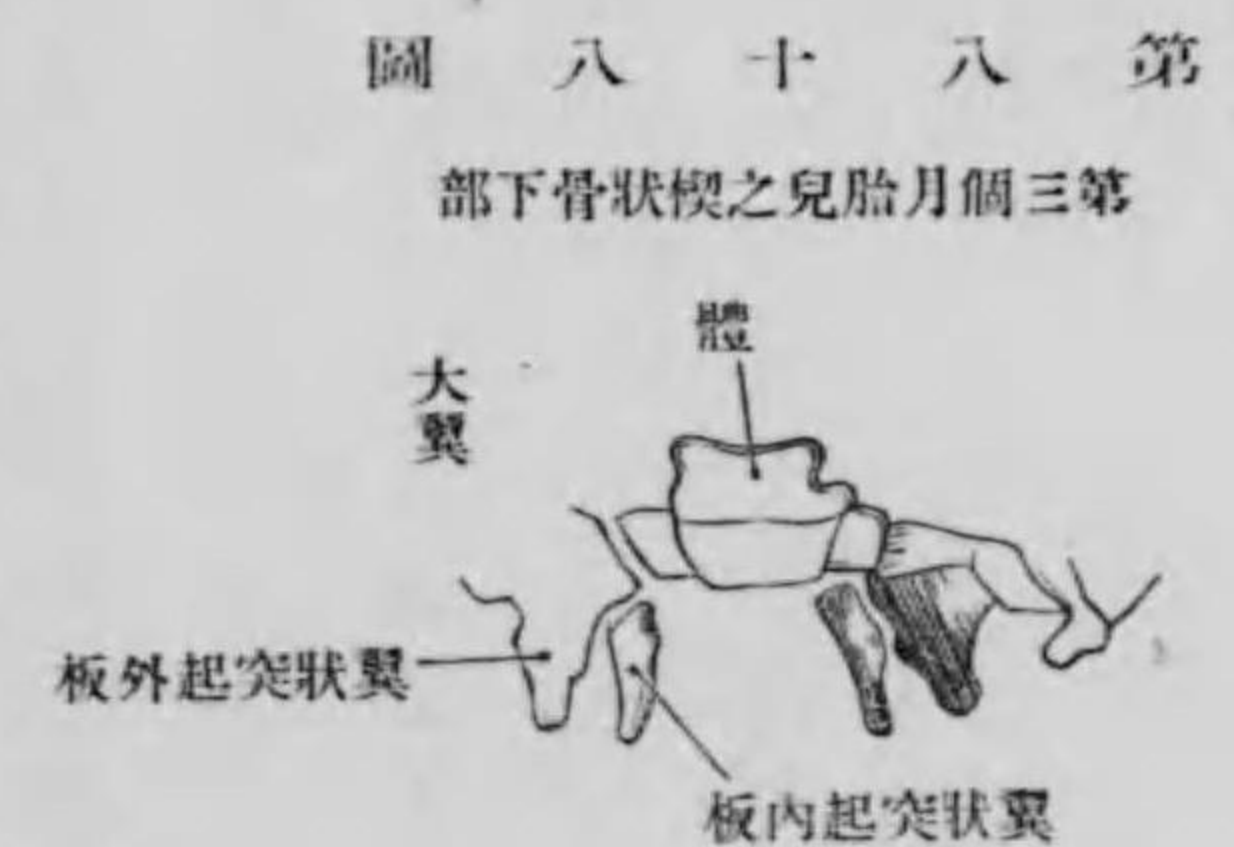 第八十八圖
第三個月胎兒之楔狀骨下部
體
大翼
翼狀突起外板
翼狀突起內板